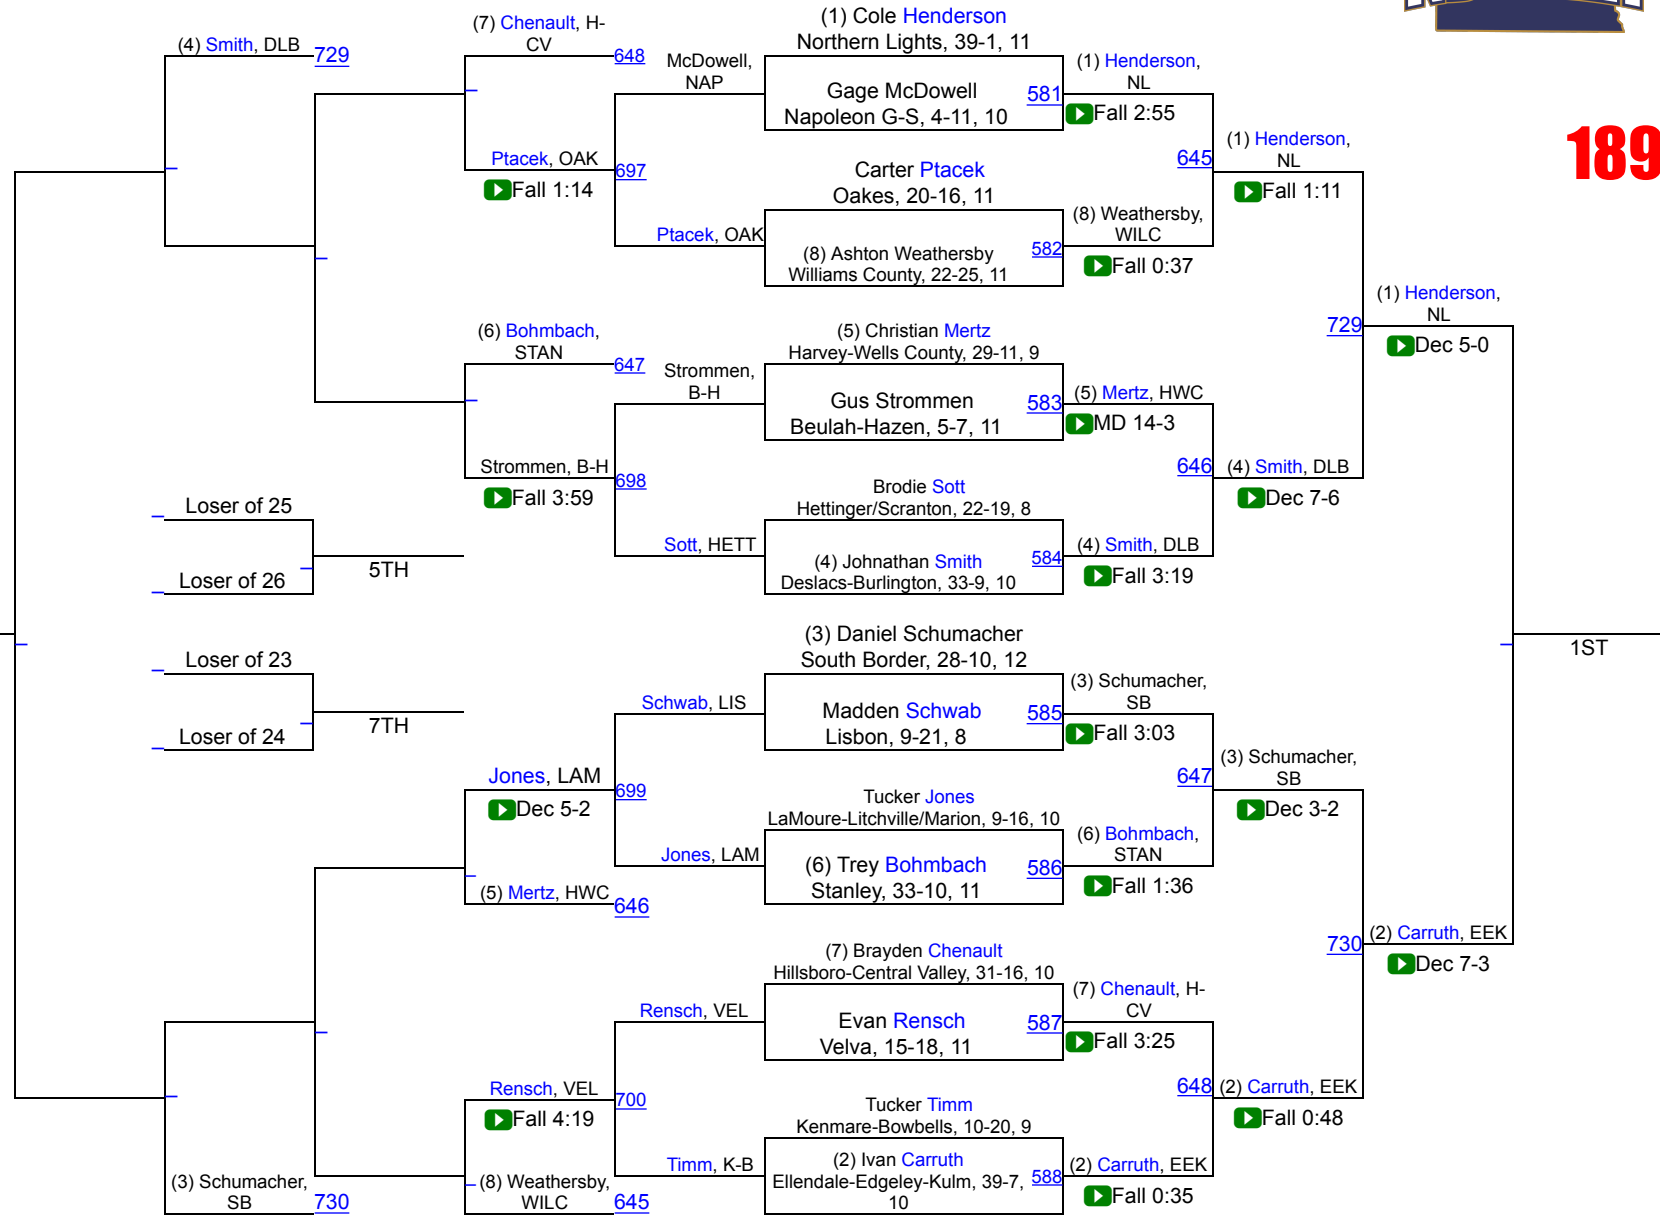 (4) Smith, DLB
729
(7) Chenault, H-
CV
648
McDowell,
NAP
(1) Cole Henderson
Northern Lights, 39-1, 11
Gage McDowell
Napoleon G-S, 4-11, 10
581
(1) Henderson,
NL
Fall 2:55
189
Ptacek, OAK
Fall 1:14
697
Carter Ptacek
Oakes, 20-16, 11
645
(1) Henderson,
NL
Fall 1:11
Ptacek, OAK
(8) Ashton Weathersby
Williams County, 22-25, 11
582
(8) Weathersby,
WILC
Fall 0:37
(6) Bohmbach,
STAN
647
Strommen,
B-H
(5) Christian Mertz
Harvey-Wells County, 29-11, 9
Gus Strommen
Beulah-Hazen, 5-7, 11
583
(5) Mertz, HWC
MD 14-3
729
(1) Henderson,
NL
Dec 5-0
Strommen, B-H
Fall 3:59
698
Brodie Sott
Hettinger/Scranton, 22-19, 8
646
(4) Smith, DLB
Dec 7-6
Loser of 25
Loser of 26
5TH
Sott, HETT
(4) Johnathan Smith
Deslacs-Burlington, 33-9, 10
584
(4) Smith, DLB
Fall 3:19
Loser of 23
Loser of 24
7TH
Schwab, LIS
(3) Daniel Schumacher
South Border, 28-10, 12
Madden Schwab
Lisbon, 9-21, 8
585
(3) Schumacher,
SB
Fall 3:03
1ST
Jones, LAM
Dec 5-2
699
Tucker Jones
LaMoure-Litchville/Marion, 9-16, 10
647
(3) Schumacher,
SB
Dec 3-2
(5) Mertz, HWC
646
Jones, LAM
(6) Trey Bohmbach
Stanley, 33-10, 11
586
(6) Bohmbach,
STAN
Fall 1:36
Rensch, VEL
(7) Brayden Chenault
Hillsboro-Central Valley, 31-16, 10
Evan Rensch
Velva, 15-18, 11
587
(7) Chenault, H-
CV
Fall 3:25
730
(2) Carruth, EEK
Dec 7-3
Rensch, VEL
Fall 4:19
700
Tucker Timm
Kenmare-Bowbells, 10-20, 9
648
(2) Carruth, EEK
Fall 0:48
(3) Schumacher,
SB
730
(8) Weathersby,
WILC
645
Timm, K-B
(2) Ivan Carruth
Ellendale-Edgeley-Kulm, 39-7,
10
588
(2) Carruth, EEK
Fall 0:35